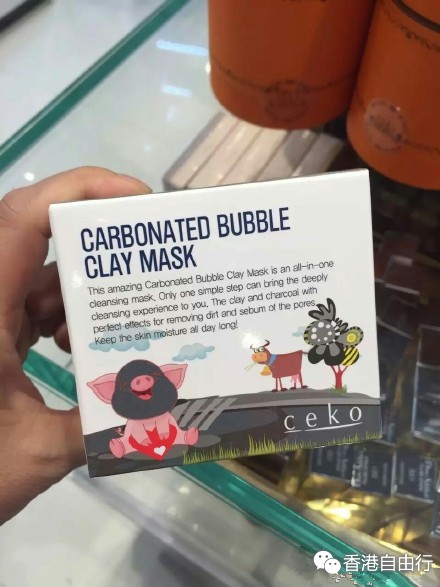 CARBONATED BUBBLE
CLAY MASK
This amazing Carbonated Bubble Clay Mask is an all-in-one
cleansing mask, Only one simple step can bring the deeply
cleansing experience to you, The clay and charcoal with
perfect effects for removing dirt and sebum of the pores
Keep the skin moisture all day long!
ceko
香港自由行